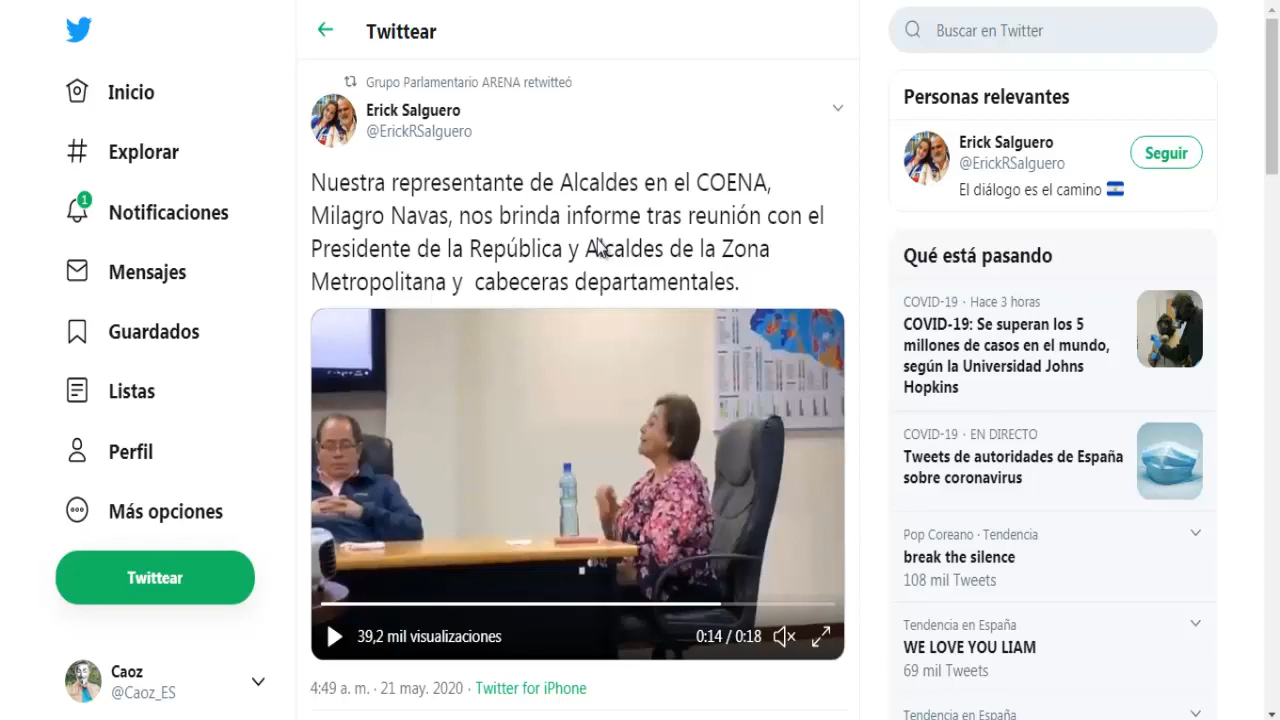 Inicio
Explorar
1
Notificaciones
Mensajes
Guardados
Listas
Perfil
Más opciones
Twittear
Caoz
@Caoz_ES
Twittear
Grupo Parlamentario ARENA retwitteó
Erick Salguero
@ErickRSalguero
Nuestra representante de Alcaldes en el COENA,
Milagro Navas, nos brinda informe tras reunión con el
Presidente de la República y Alcaldes de la Zona
Metropolitana y cabeceras departamentales.
39,2 mil visualizaciones
0:14 / 0:18
4:49 a. m. · 21 may. 2020 · Twitter for iPhone
Buscar en Twitter
Personas relevantes
Erick Salguero
@ErickRSalguero
Seguir
El diálogo es el camino
Qué está pasando
COVID-19 · Hace 3 horas
COVID-19: Se superan los 5
millones de casos en el mundo,
según la Universidad Johns
Hopkins
COVID-19 · EN DIRECTO
Tweets de autoridades de España
sobre coronavirus
Pop Coreano · Tendencia
break the silence
108 mil Tweets
Tendencia en España
WE LOVE YOU LIAM
69 mil Tweets
Tendencia en España